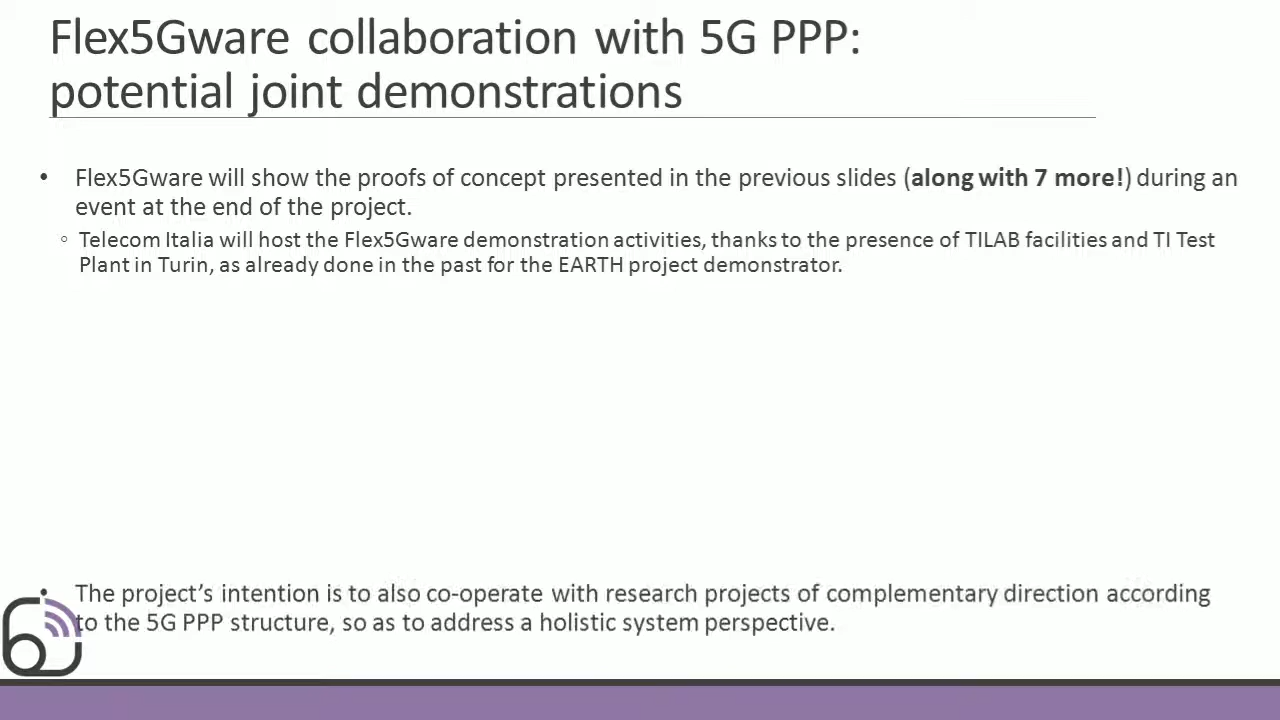 Flex5Gware collaboration with 5G PPP:
potential joint demonstrations
• Flex5Gware will show the proofs of concept presented in the previous slides (along with 7 more!) during an
event at the end of the project.
◦ Telecom Italia will host the Flex5Gware demonstration activities, thanks to the presence of TILAB facilities and TI Test
Plant in Turin, as already done in the past for the EARTH project demonstrator.
• The project’s intention is to also co-operate with research projects of complementary direction according
to the 5G PPP structure, so as to address a holistic system perspective.